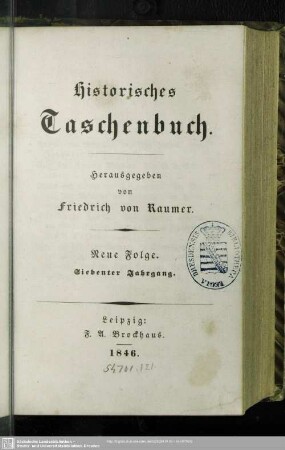 Historisches
Taschenbuch.
Herausgegeben
von
Friedrich von Raumer.
Neue Folge.
Siebenter Jahrgang.
Leipzig:
F. A. Brockhaus.
1846.